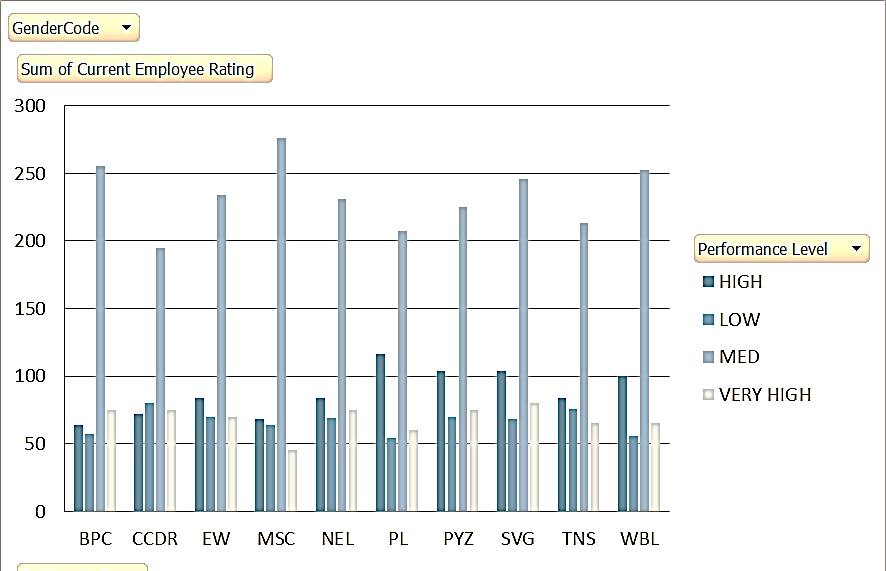 GenderCode
Sum of Current Employee Rating
300
250
200
150
100
50
0
BPC CCDR EW MSC NEL PL PYZ SVG TNS WBL
Performance Level
HIGH
LOW
MED
VERY HIGH